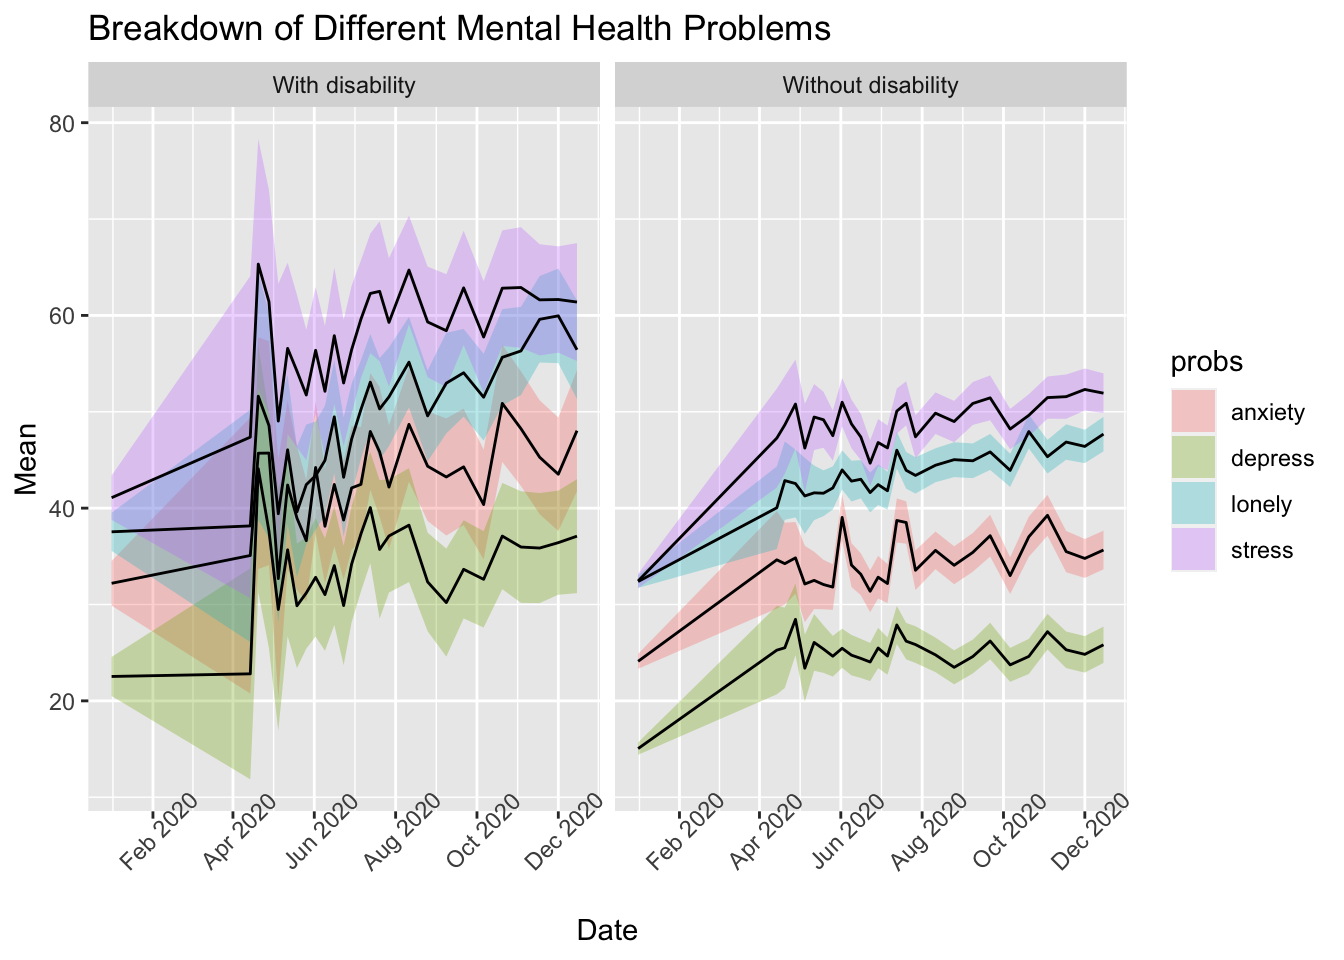 Breakdown of Different Mental Health Problems
With disability
Without disability
80
60
40
20
Mean
Feb 2020
Apr 2020
Jun 2020
Aug 2020
Oct 2020
Dec 2020
Feb 2020
Apr 2020
Jun 2020
Aug 2020
Oct 2020
Dec 2020
Date
probs
anxiety
depress
lonely
stress